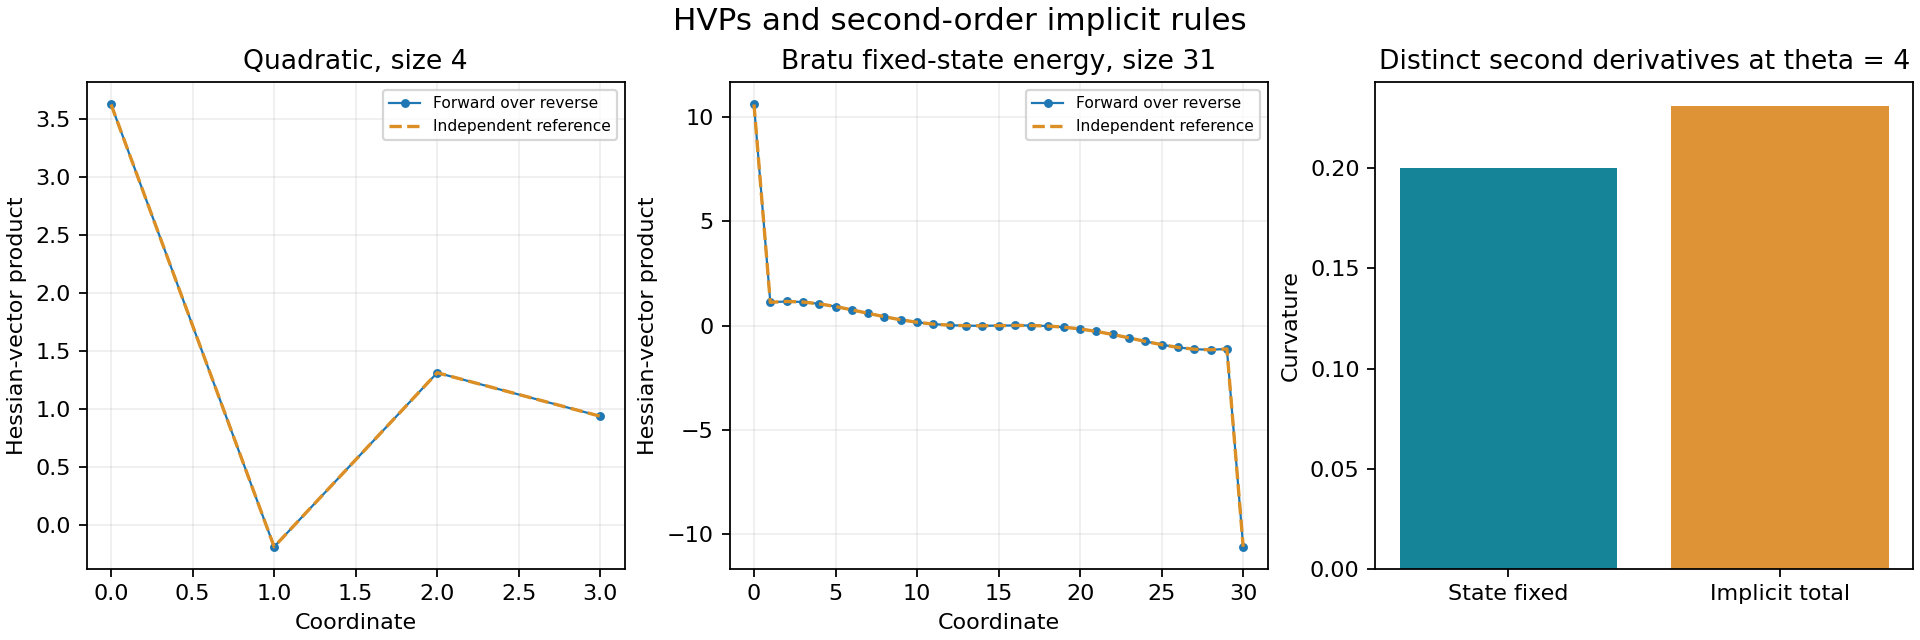 HVPs and second-order implicit rules
Quadratic, size 4
Hessian-vector product
3.5
3.0
2.5
2.0
1.5
1.0
0.5
0.0
Forward over reverse
Independent reference
0.0 0.5 1.0 1.5 2.0 2.5 3.0
Coordinate
Bratu fixed-state energy, size 31
Hessian-vector product
10
5
0
−5
−10
Forward over reverse
Independent reference
0 5 10 15 20 25 30
Coordinate
Distinct second derivatives at theta = 4
Curvature
0.20
0.15
0.10
0.05
0.00
State fixed Implicit total